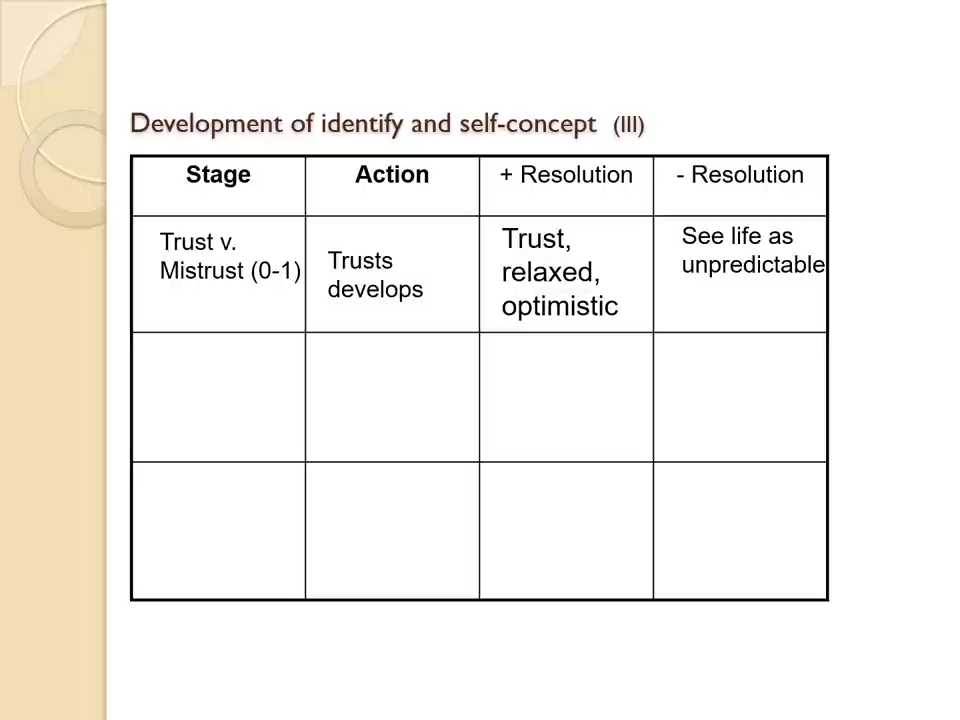 Development of identify and self-concept (III)
Stage
Action
+ Resolution
- Resolution
Trust v.
Mistrust (0-1)
Trusts
develops
Trust,
relaxed,
optimistic
See life as
unpredictable